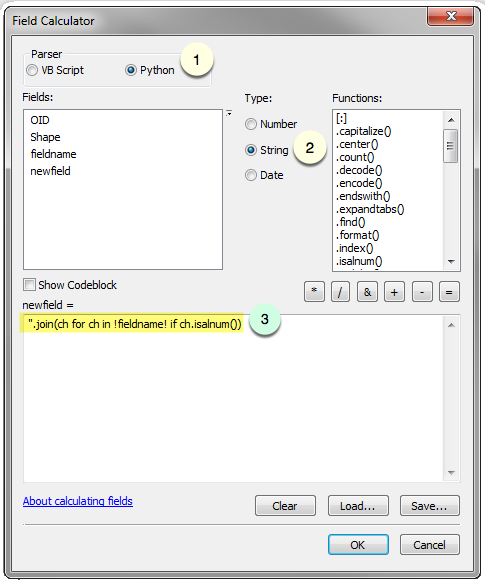 Field Calculator
Parser
VB Script
Python
1
Fields:
Type:
Functions:
OID
Shape
fieldname
newfield
Number
String
2
Date
[:]
.capitalize()
.center()
.count()
.decode()
.encode()
.endswith()
.expandtabs()
.find()
.format()
.index()
.isalnum()
Show Codeblock
* / & + - =
newfield =
''.join(ch for ch in !fieldname! if ch.isalnum())
3
About calculating fields
Clear
Load...
Save...
OK
Cancel